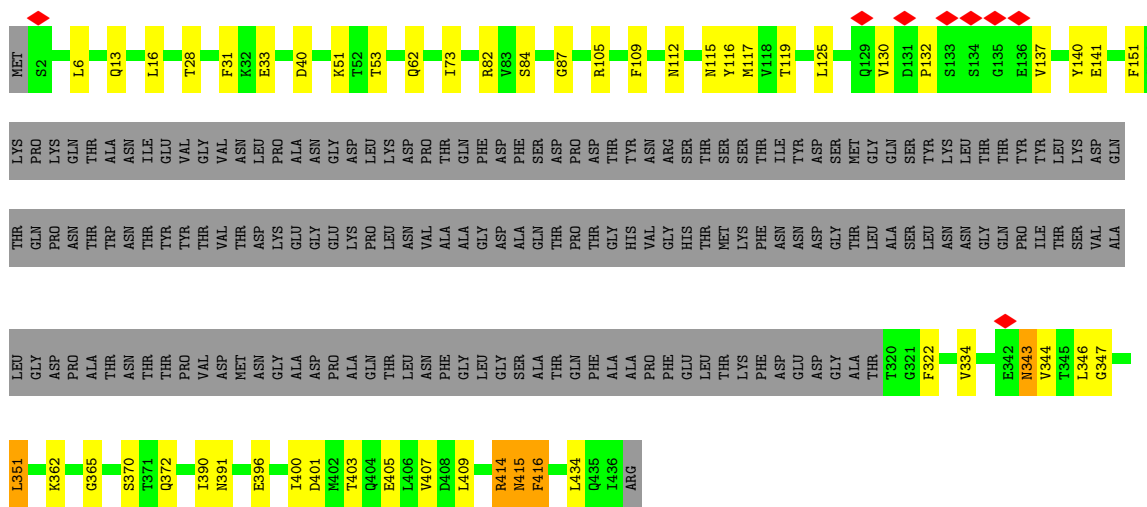 MET S2 L6 Q13 L16 T28 F31 K32 E33 D40 K51 T52 T53 Q62 I73 R82 V83 S84 G87 R105 F109 N112 N115 Y116 M117 V118 T119 L125 Q129 V130 D131 P132 S133 S134 G135 E136 V137 Y140 E141 F151
LYS PRO LYS GLN THR ALA ASN ILE GLU VAL GLY VAL ASN LEU PRO ALA ASN GLY ASP LEU LYS ASP PRO THR GLN PHE ASP PHE SER ASP PRO ASP THR TYR ASN ARG SER THR SER SER THR ILE TYR ASP SER MET GLY GLN SER TYR LYS LEU THR THR TYR TYR LEU LYS ASP GLN
THR GLN PRO ASN THR TRP ASN THR TYR TYR THR VAL THR ASP LYS GLU GLY GLU LYS PRO LEU ASN VAL ALA ALA GLY ASP ALA GLN THR PRO THR GLY HIS VAL GLY HIS THR MET LYS PHE ASN ASN ASP GLY THR LEU ALA SER LEU ASN ASN GLY GLN PRO ILE THR SER VAL ALA
LEU GLY ASP PRO ALA THR ASN THR THR PRO VAL ASP MET ASN GLY ALA ASP PRO ALA GLN THR LEU ASN PHE GLY LEU GLY SER ALA THR GLN PHE ALA ALA PRO PHE GLU LEU THR LYS PHE ASP GLU ASP GLY ALA THR T320 G321 F322 V334 E342 N343 V344 T345 L346 G347
L351 K362 G365 S370 T371 Q372 I390 N391 E396 I400 D401 M402 T403 Q404 E405 L406 V407 D408 L409 R414 N415 F416 L434 Q435 I436 ARG